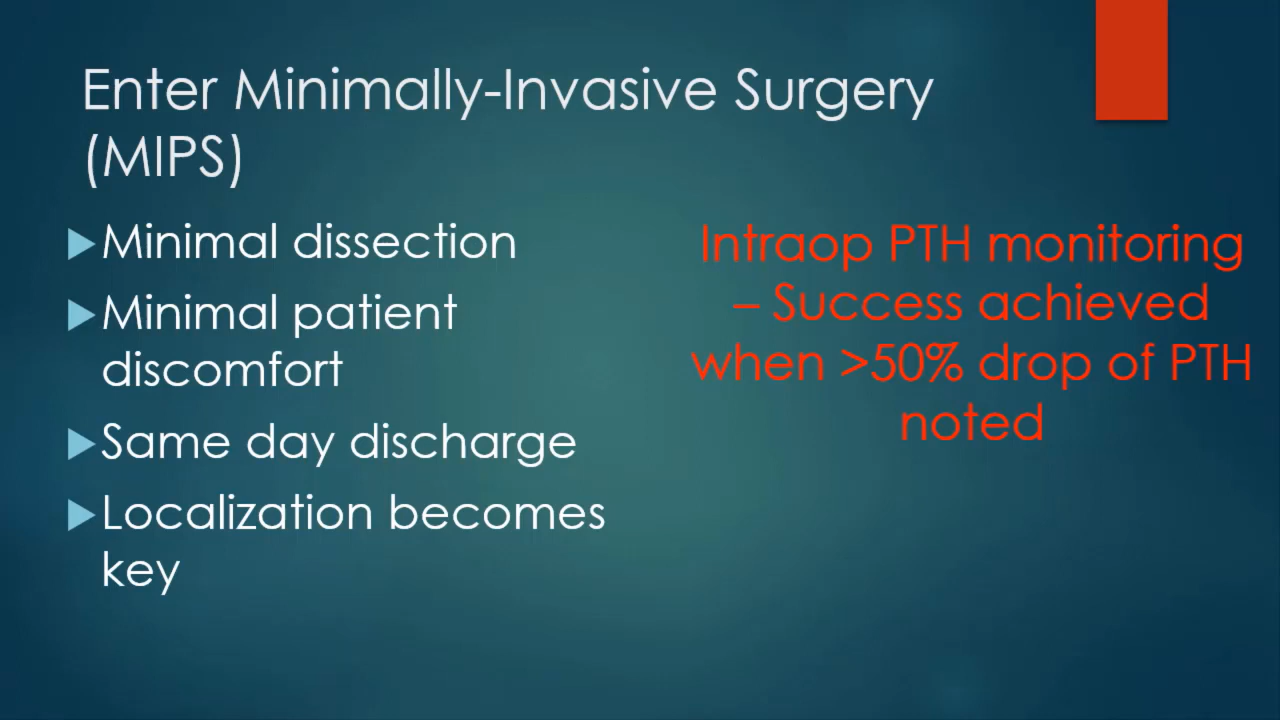 Enter Minimally-Invasive Surgery
(MIPS)
Minimal dissection
Minimal patient
discomfort
Same day discharge
Localization becomes
key
Intraop PTH monitoring
– Success achieved
when >50% drop of PTH
noted